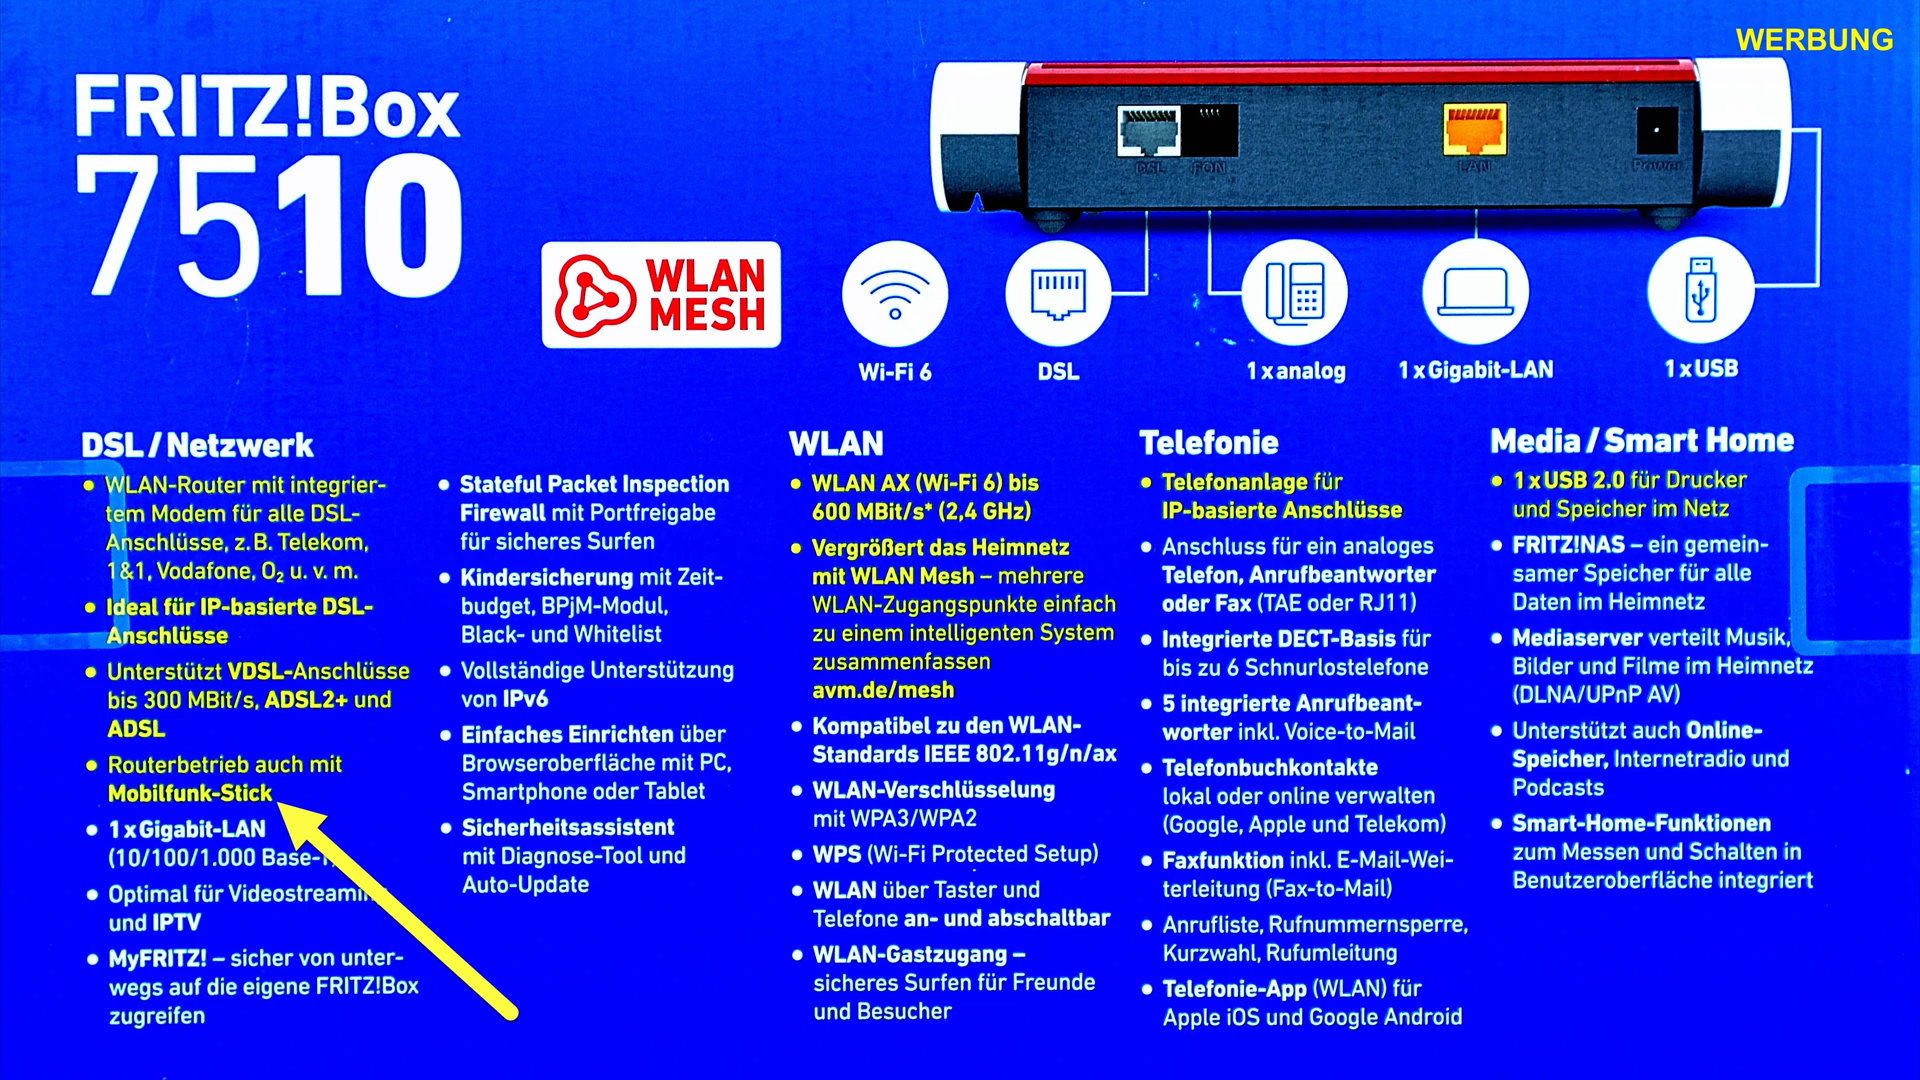 WERBUNG
FRITZ!Box
7510
WLAN
MESH
DSL
FON
LAN
Power
Wi-Fi 6
DSL
1 x analog
1 x Gigabit-LAN
1 x USB
DSL / Netzwerk
• WLAN-Router mit integrier-
tem Modem für alle DSL-
Anschlüsse, z. B. Telekom,
1&1, Vodafone, O₂ u. v. m.
• Ideal für IP-basierte DSL-
Anschlüsse
• Unterstützt VDSL-Anschlüsse
bis 300 MBit/s, ADSL2+ und
ADSL
• Routerbetrieb auch mit
Mobilfunk-Stick
• 1 x Gigabit-LAN
(10/100/1.000 Base-
• Optimal für
und IPTV
• MyFRITZ! – sicher von unter-
wegs auf die eigene FRITZ!Box
zugreifen
• Stateful Packet Inspection
Firewall mit Portfreigabe
für sicheres Surfen
• Kindersicherung mit Zeit-
budget, BPjM-Modul,
Black- und Whitelist
• Vollständige Unterstützung
von IPv6
• Einfaches Einrichten über
Browseroberfläche mit PC,
Smartphone oder Tablet
• Sicherheitsassistent
mit Diagnose-Tool und
Auto-Update
WLAN
• WLAN AX (Wi-Fi 6) bis
600 MBit/s* (2,4 GHz)
• Vergrößert das Heimnetz
mit WLAN Mesh – mehrere
WLAN-Zugangspunkte einfach
zu einem intelligenten System
zusammenfassen
avm.de/mesh
• Kompatibel zu den WLAN-
Standards IEEE 802.11g/n/ax
• WLAN-Verschlüsselung
mit WPA3/WPA2
• WPS (Wi-Fi Protected Setup)
• WLAN über Taster und
Telefone an- und abschaltbar
• WLAN-Gastzugang –
sicheres Surfen für Freunde
und Besucher
Telefonie
• Telefonanlage für
IP-basierte Anschlüsse
• Anschluss für ein analoges
Telefon, Anrufbeantworter
oder Fax (TAE oder RJ11)
• Integrierte DECT-Basis für
bis zu 6 Schnurlostelefone
• 5 integrierte Anrufbeant-
worter inkl. Voice-to-Mail
• Telefonbuchkontakte
lokal oder online verwalten
(Google, Apple und Telekom)
• Faxfunktion inkl. E-Mail-Wei-
terleitung (Fax-to-Mail)
• Anrufliste, Rufnummernsperre,
Kurzwahl, Rufumleitung
• Telefonie-App (WLAN) für
Apple iOS und Google Android
Media / Smart Home
• 1 x USB 2.0 für Drucker
und Speicher im Netz
• FRITZ!NAS – ein gemein-
samer Speicher für alle
Daten im Heimnetz
• Mediaserver verteilt Musik,
Bilder und Filme im Heimnetz
(DLNA/UPnP AV)
• Unterstützt auch Online-
Speicher, Internetradio und
Podcasts
• Smart-Home-Funktionen
zum Messen und Schalten in
Benutzeroberfläche integriert